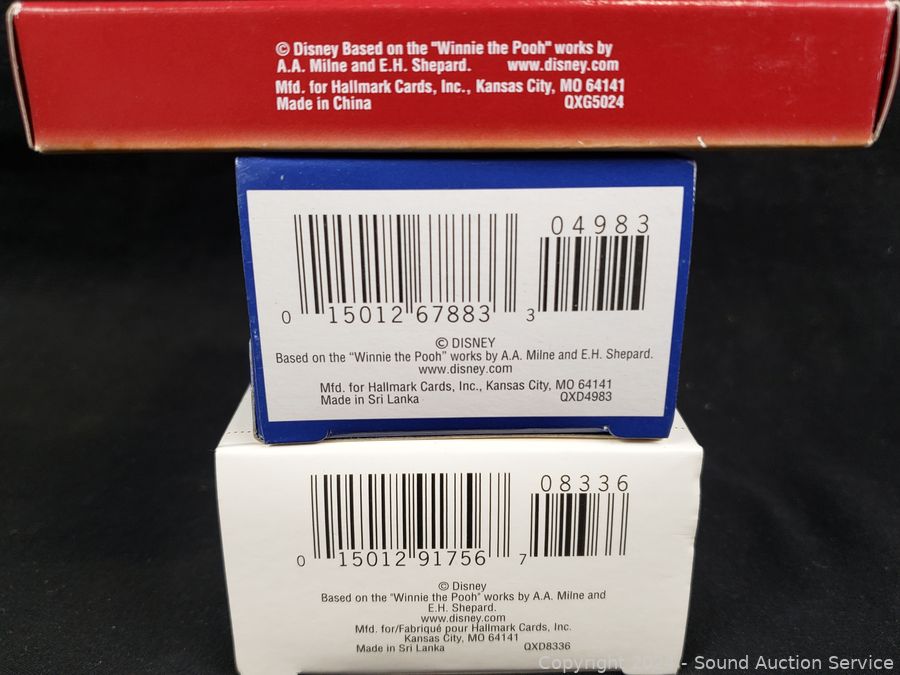 © Disney Based on the "Winnie the Pooh" works by
A.A. Milne and E.H. Shepard. www.disney.com
Mfd. for Hallmark Cards, Inc., Kansas City, MO 64141
Made in China QXG5024
04983
0 15012 67883 3
© DISNEY
Based on the "Winnie the Pooh" works by A.A. Milne and E.H. Shepard.
www.disney.com
Mfd. for Hallmark Cards, Inc., Kansas City, MO 64141
Made in Sri Lanka QXD4983
08336
0 15012 91756 7
© Disney
Based on the "Winnie the Pooh" works by A.A. Milne and
E.H. Shepard.
www.disney.com
Mfd. for/Fabriqué pour Hallmark Cards, Inc.
Kansas City, MO 64141
Made in Sri Lanka QXD8336
Copyright - Sound Auction Service